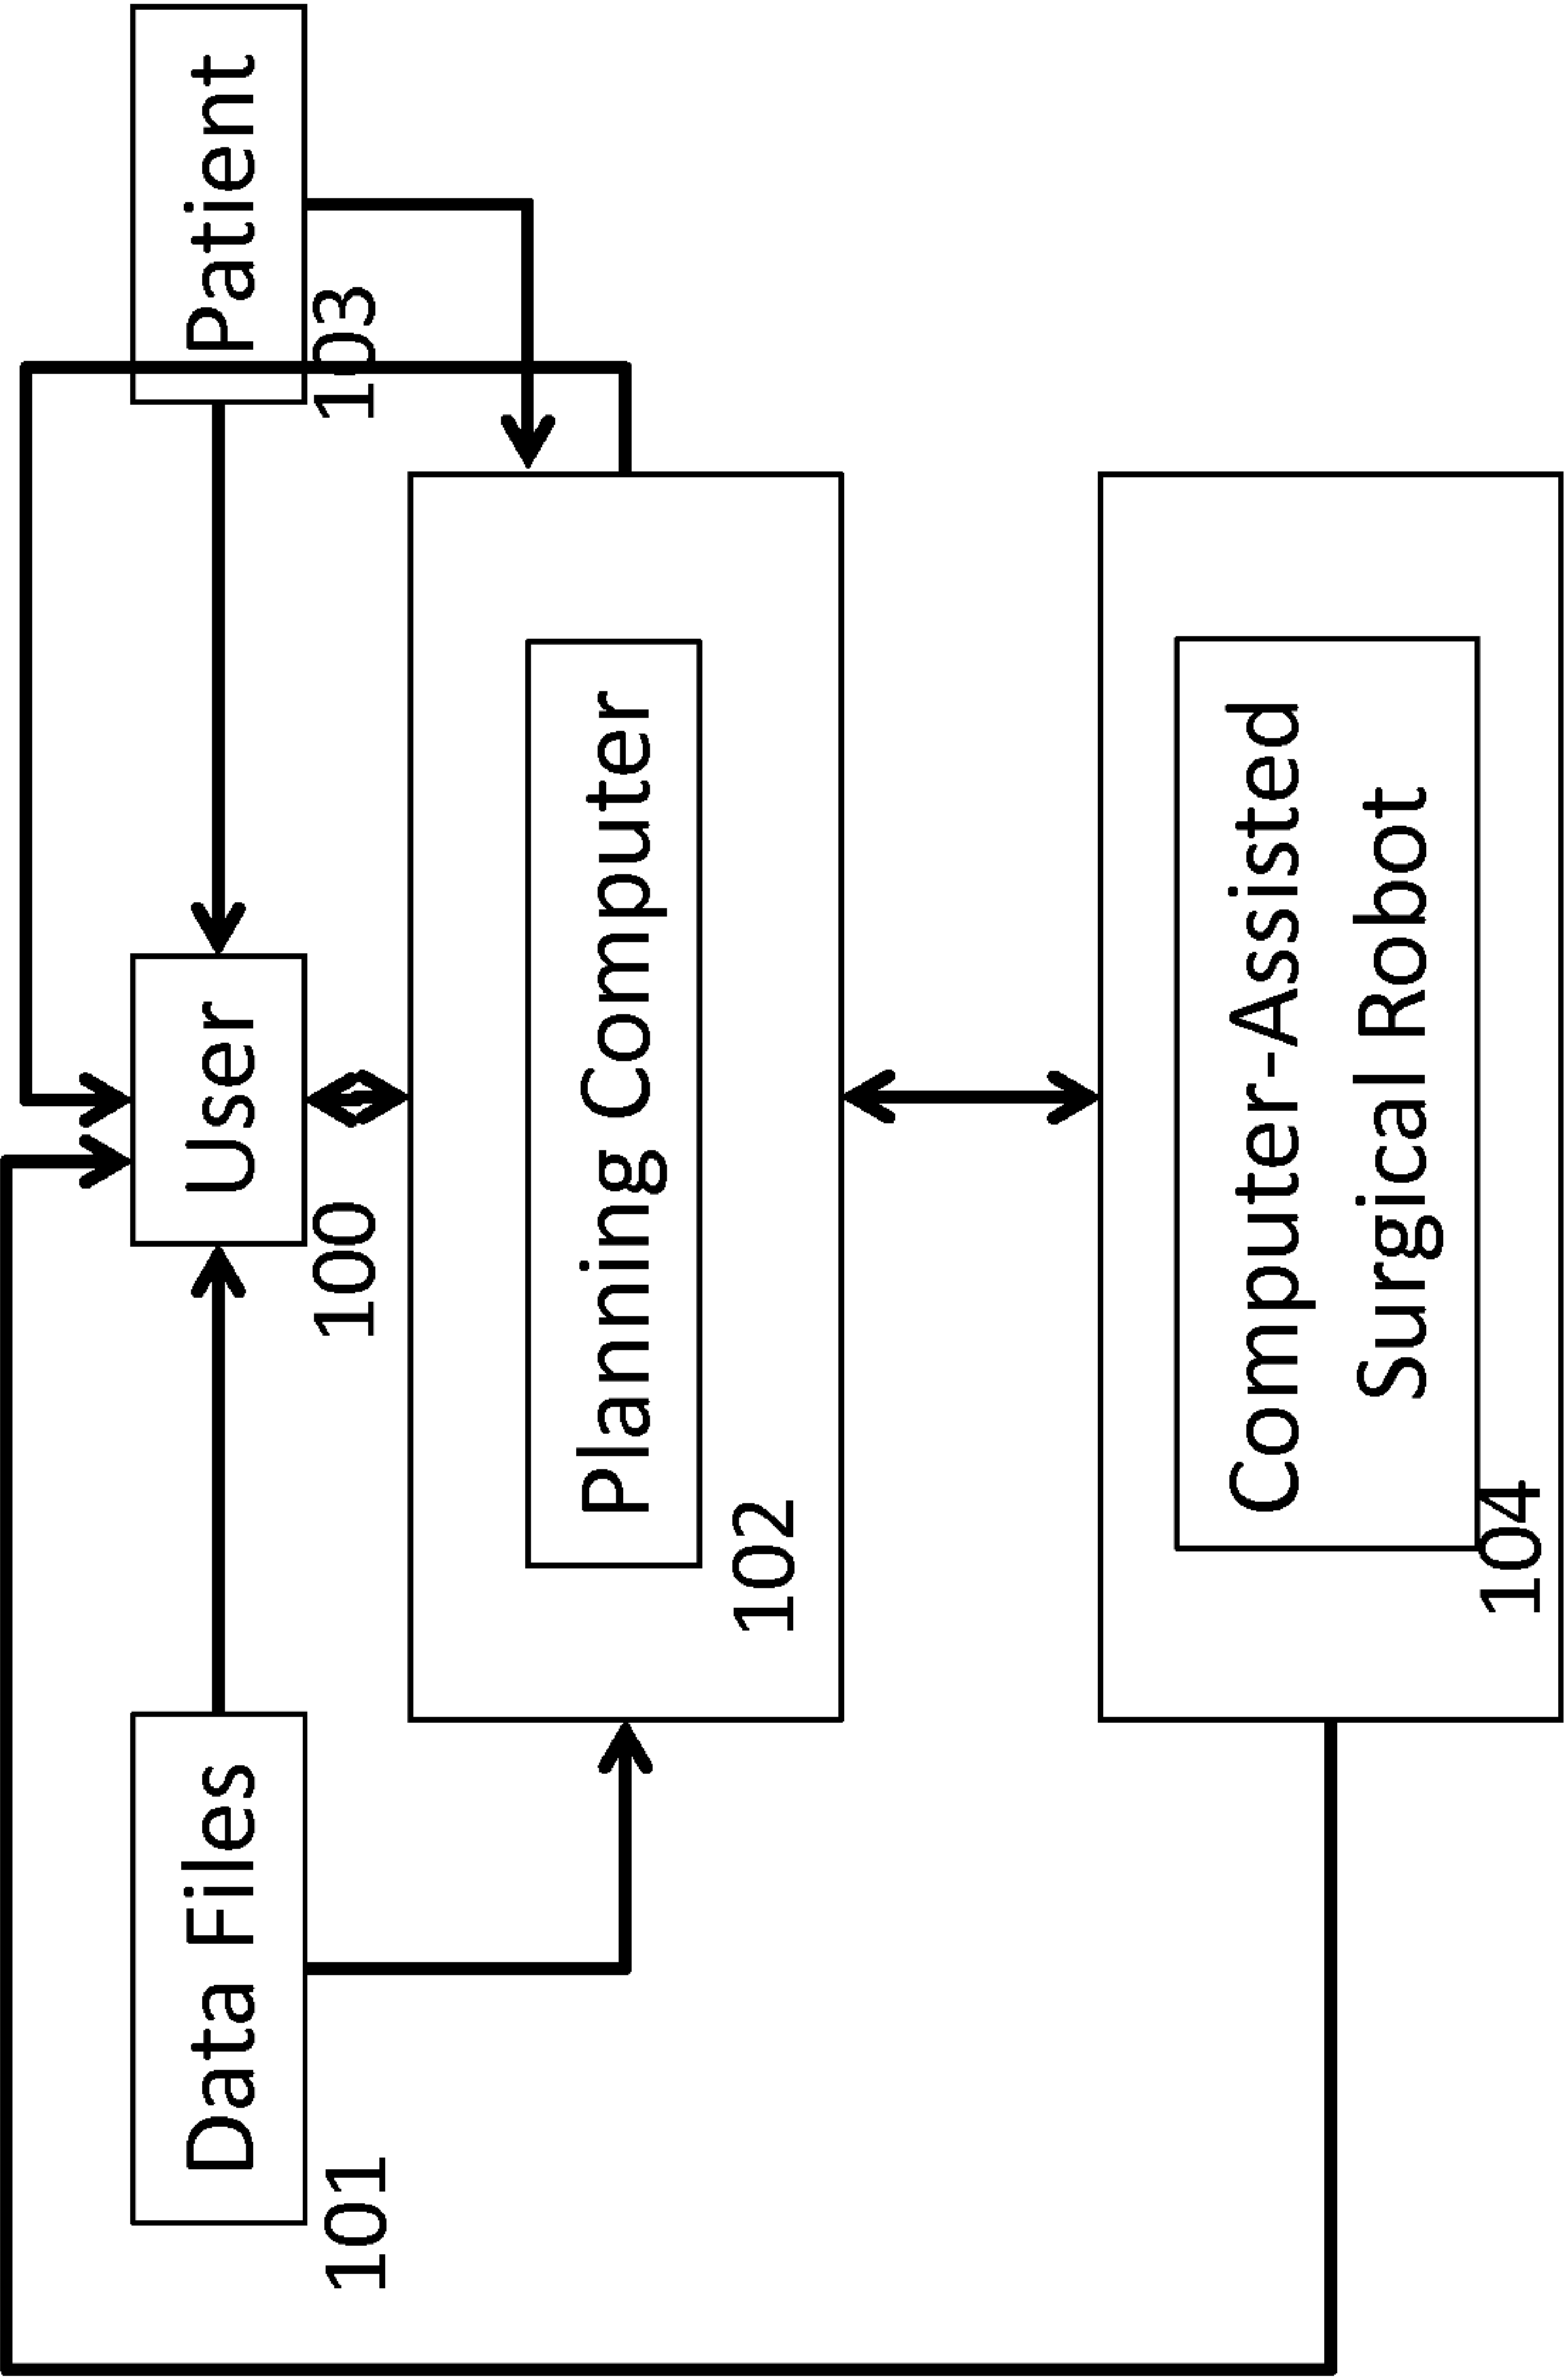 Data Files
101
User
100
Patient
103
Planning Computer
102
Computer-Assisted
Surgical Robot
104